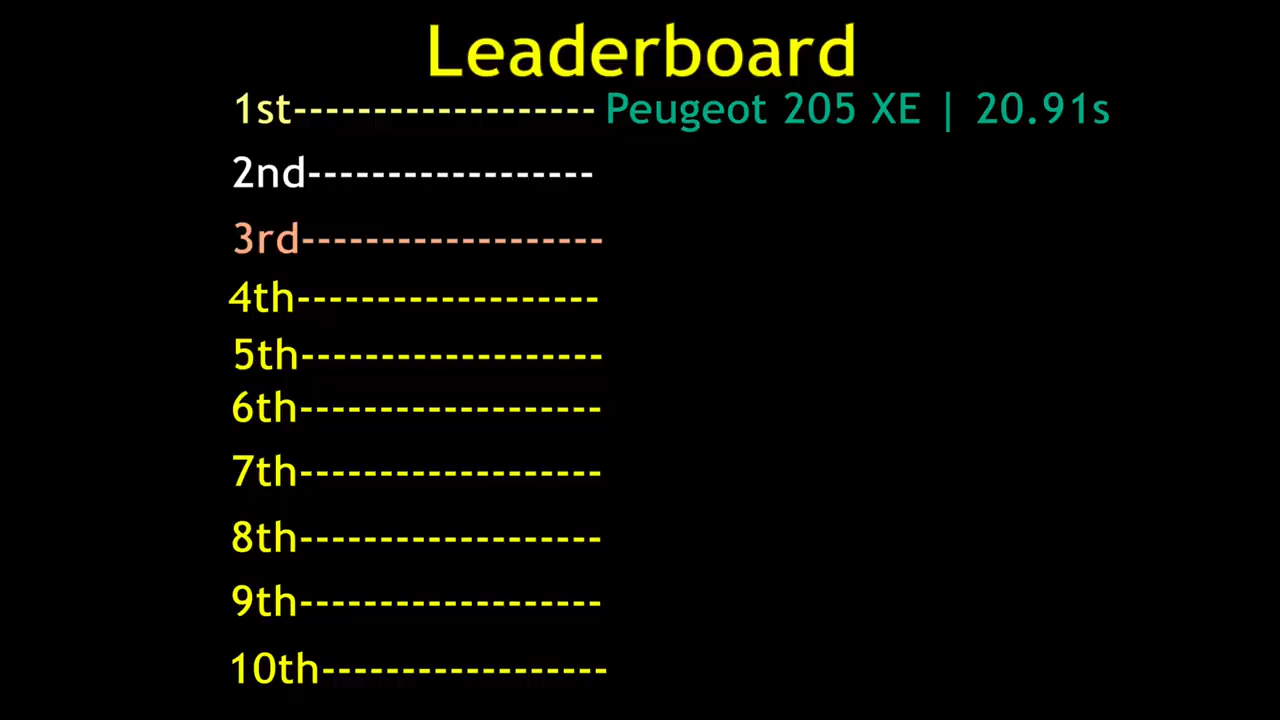 Leaderboard
1st------------------- Peugeot 205 XE | 20.91s
2nd------------------
3rd-------------------
4th-------------------
5th-------------------
6th-------------------
7th-------------------
8th-------------------
9th-------------------
10th------------------